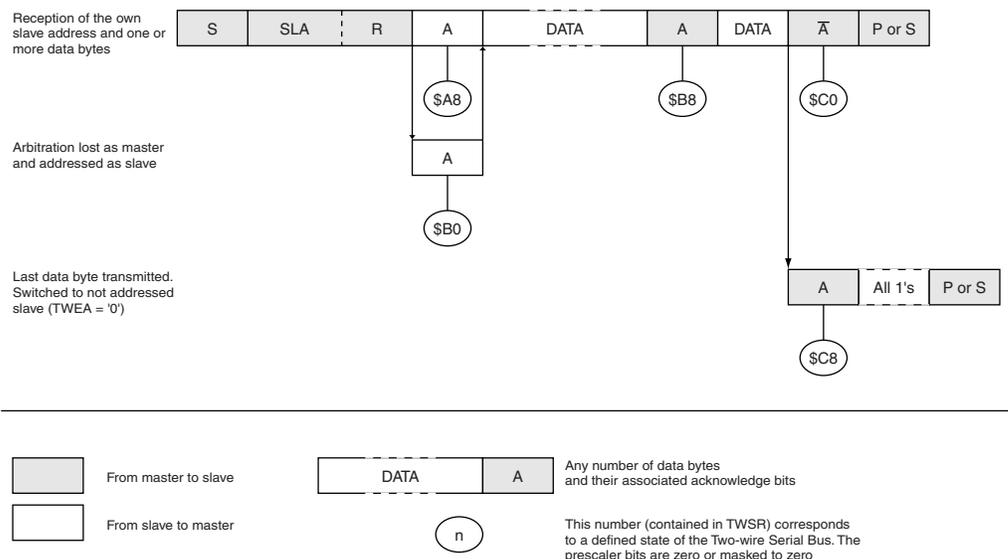 Reception of the own
slave address and one or
more data bytes
S SLA R A DATA A DATA A̅ P or S
$A8 $B8 $C0
Arbitration lost as master
and addressed as slave
A
$B0
Last data byte transmitted.
Switched to not addressed
slave (TWEA = '0')
A All 1's P or S
$C8
From master to slave
DATA A
Any number of data bytes
and their associated acknowledge bits
From slave to master
n
This number (contained in TWSR) corresponds
to a defined state of the Two-wire Serial Bus. The
prescaler bits are zero or masked to zero